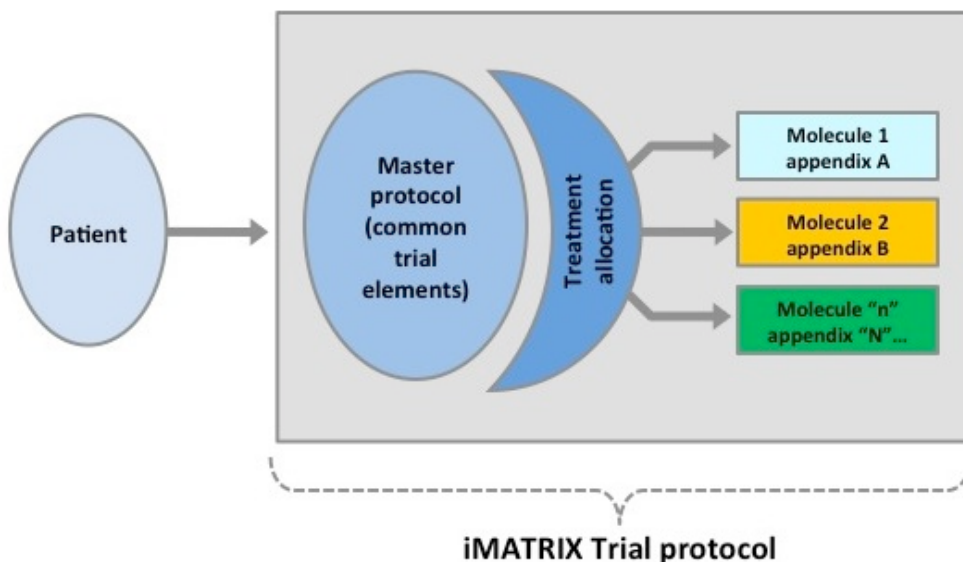 Patient
Master
protocol
(common
trial
elements)
Treatment
allocation
Molecule 1
appendix A
Molecule 2
appendix B
Molecule “n”
appendix “N”…
iMATRIX Trial protocol